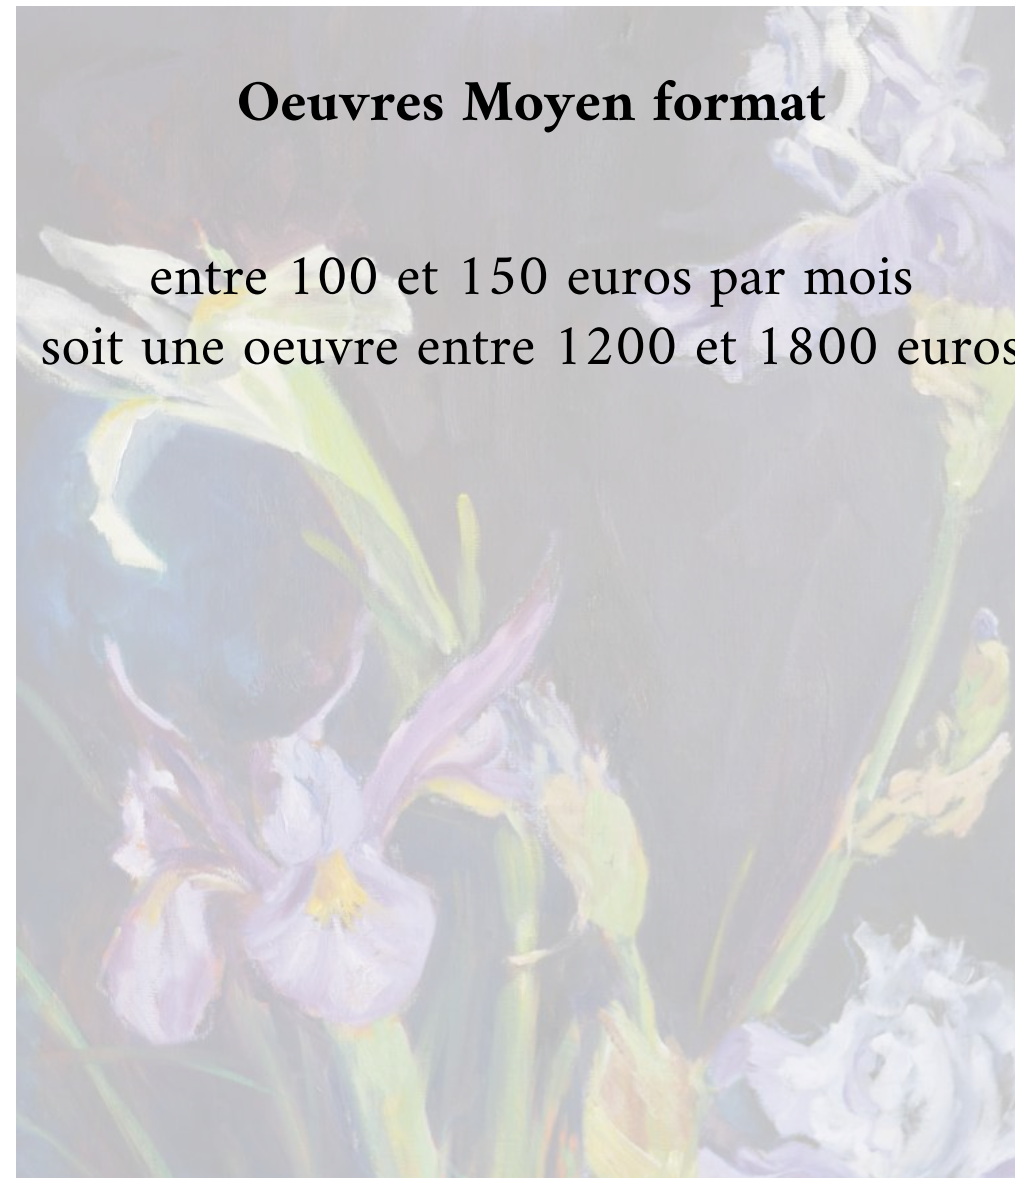 Oeuvres Moyen format
entre 100 et 150 euros par mois
soit une oeuvre entre 1200 et 1800 euros